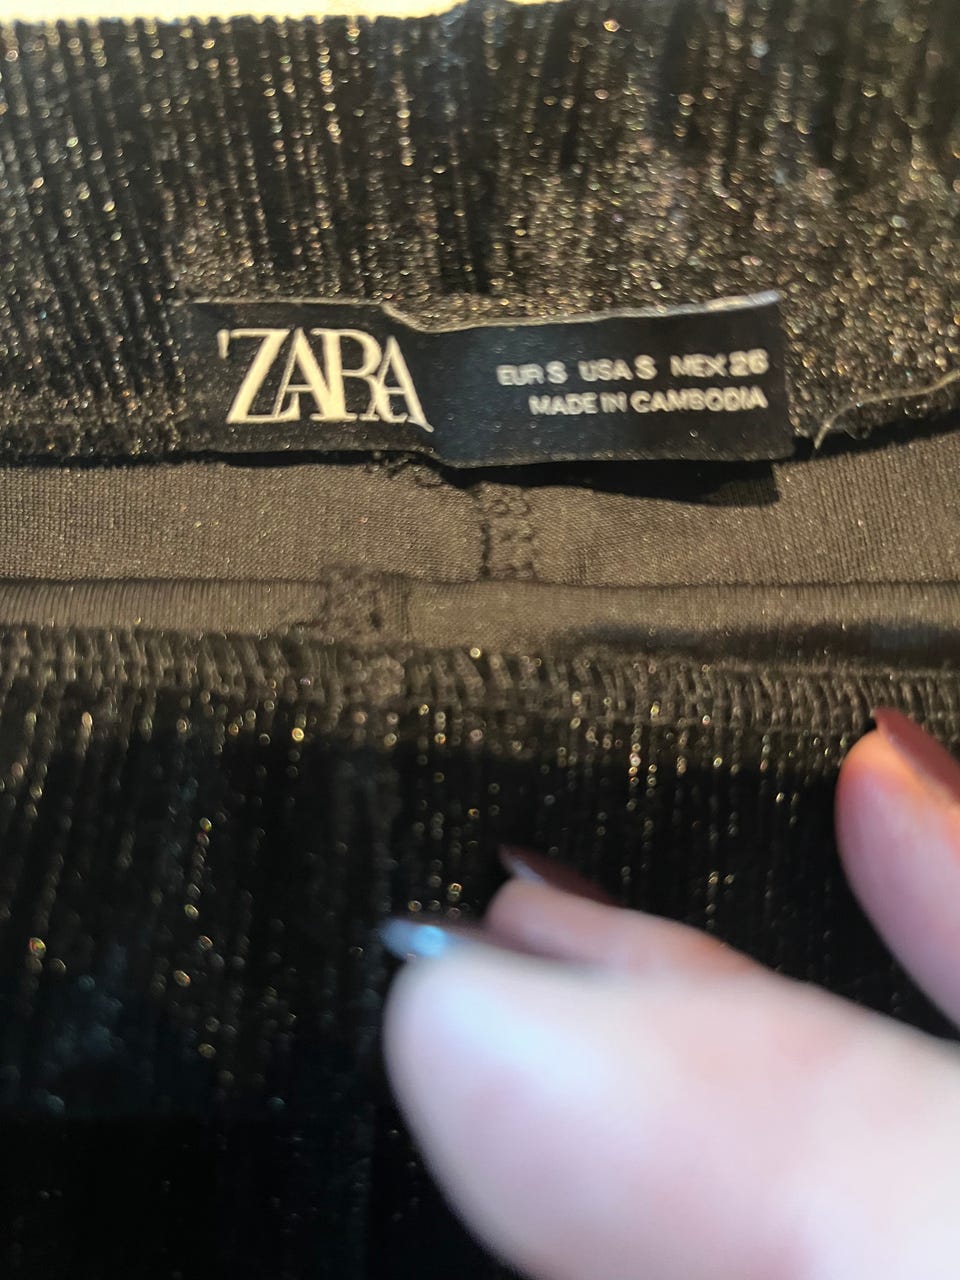 ZARA
EUR S USA S MEX 26
MADE IN CAMBODIA